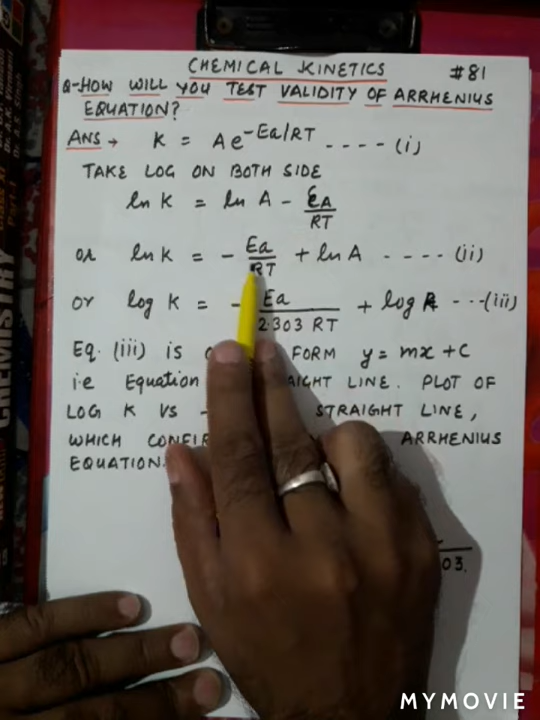 CHEMICAL KINETICS #81
Q-HOW WILL YOU TEST VALIDITY OF ARRHENIUS
EQUATION?
ANS → K = Ae^-Ea/RT ---- (i)
TAKE LOG ON BOTH SIDE
ln K = ln A - EA/RT
or ln K = - Ea/RT + ln A ---- (ii)
or log K = - Ea/2.303 RT + log A ---(iii)
Eq. (iii) is FORM y = mx + C
i.e Equation STRAIGHT LINE. PLOT OF
LOG K VS STRAIGHT LINE,
WHICH ARRHENIUS
EQUATION.
03.
CHEMISTRY
MYMOVIE